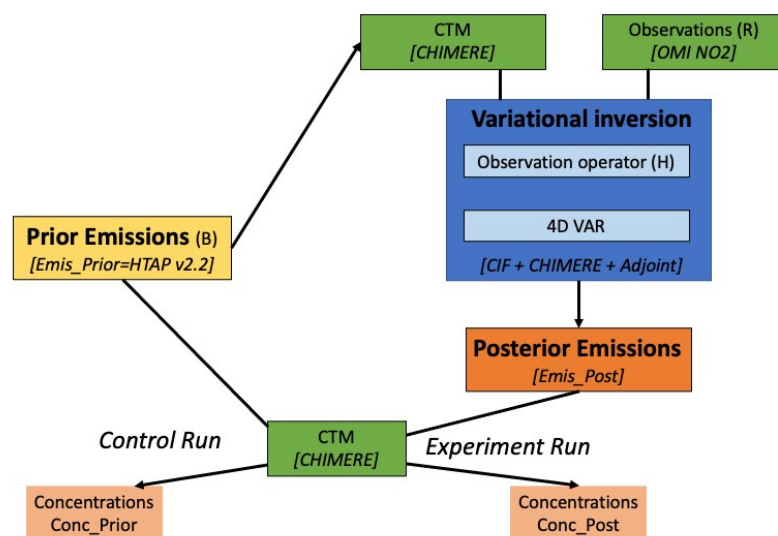 CTM
[CHIMERE]
Observations (R)
[OMI NO2]
Variational inversion
Observation operator (H)
4D VAR
[CIF + CHIMERE + Adjoint]
Prior Emissions (B)
[Emis_Prior=HTAP v2.2]
Posterior Emissions
[Emis_Post]
Control Run
CTM
[CHIMERE]
Experiment Run
Concentrations
Conc_Prior
Concentrations
Conc_Post